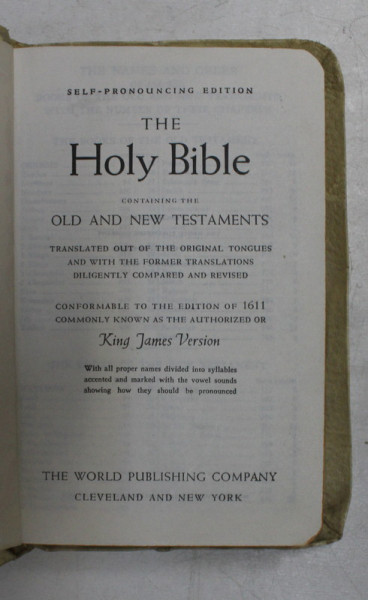 SELF-PRONOUNCING EDITION
THE
Holy Bible
CONTAINING THE
OLD AND NEW TESTAMENTS
TRANSLATED OUT OF THE ORIGINAL TONGUES
AND WITH THE FORMER TRANSLATIONS
DILIGENTLY COMPARED AND REVISED
CONFORMABLE TO THE EDITION OF 1611
COMMONLY KNOWN AS THE AUTHORIZED OR
King James Version
With all proper names divided into syllables
accented and marked with the vowel sounds
showing how they should be pronounced
THE WORLD PUBLISHING COMPANY
CLEVELAND AND NEW YORK